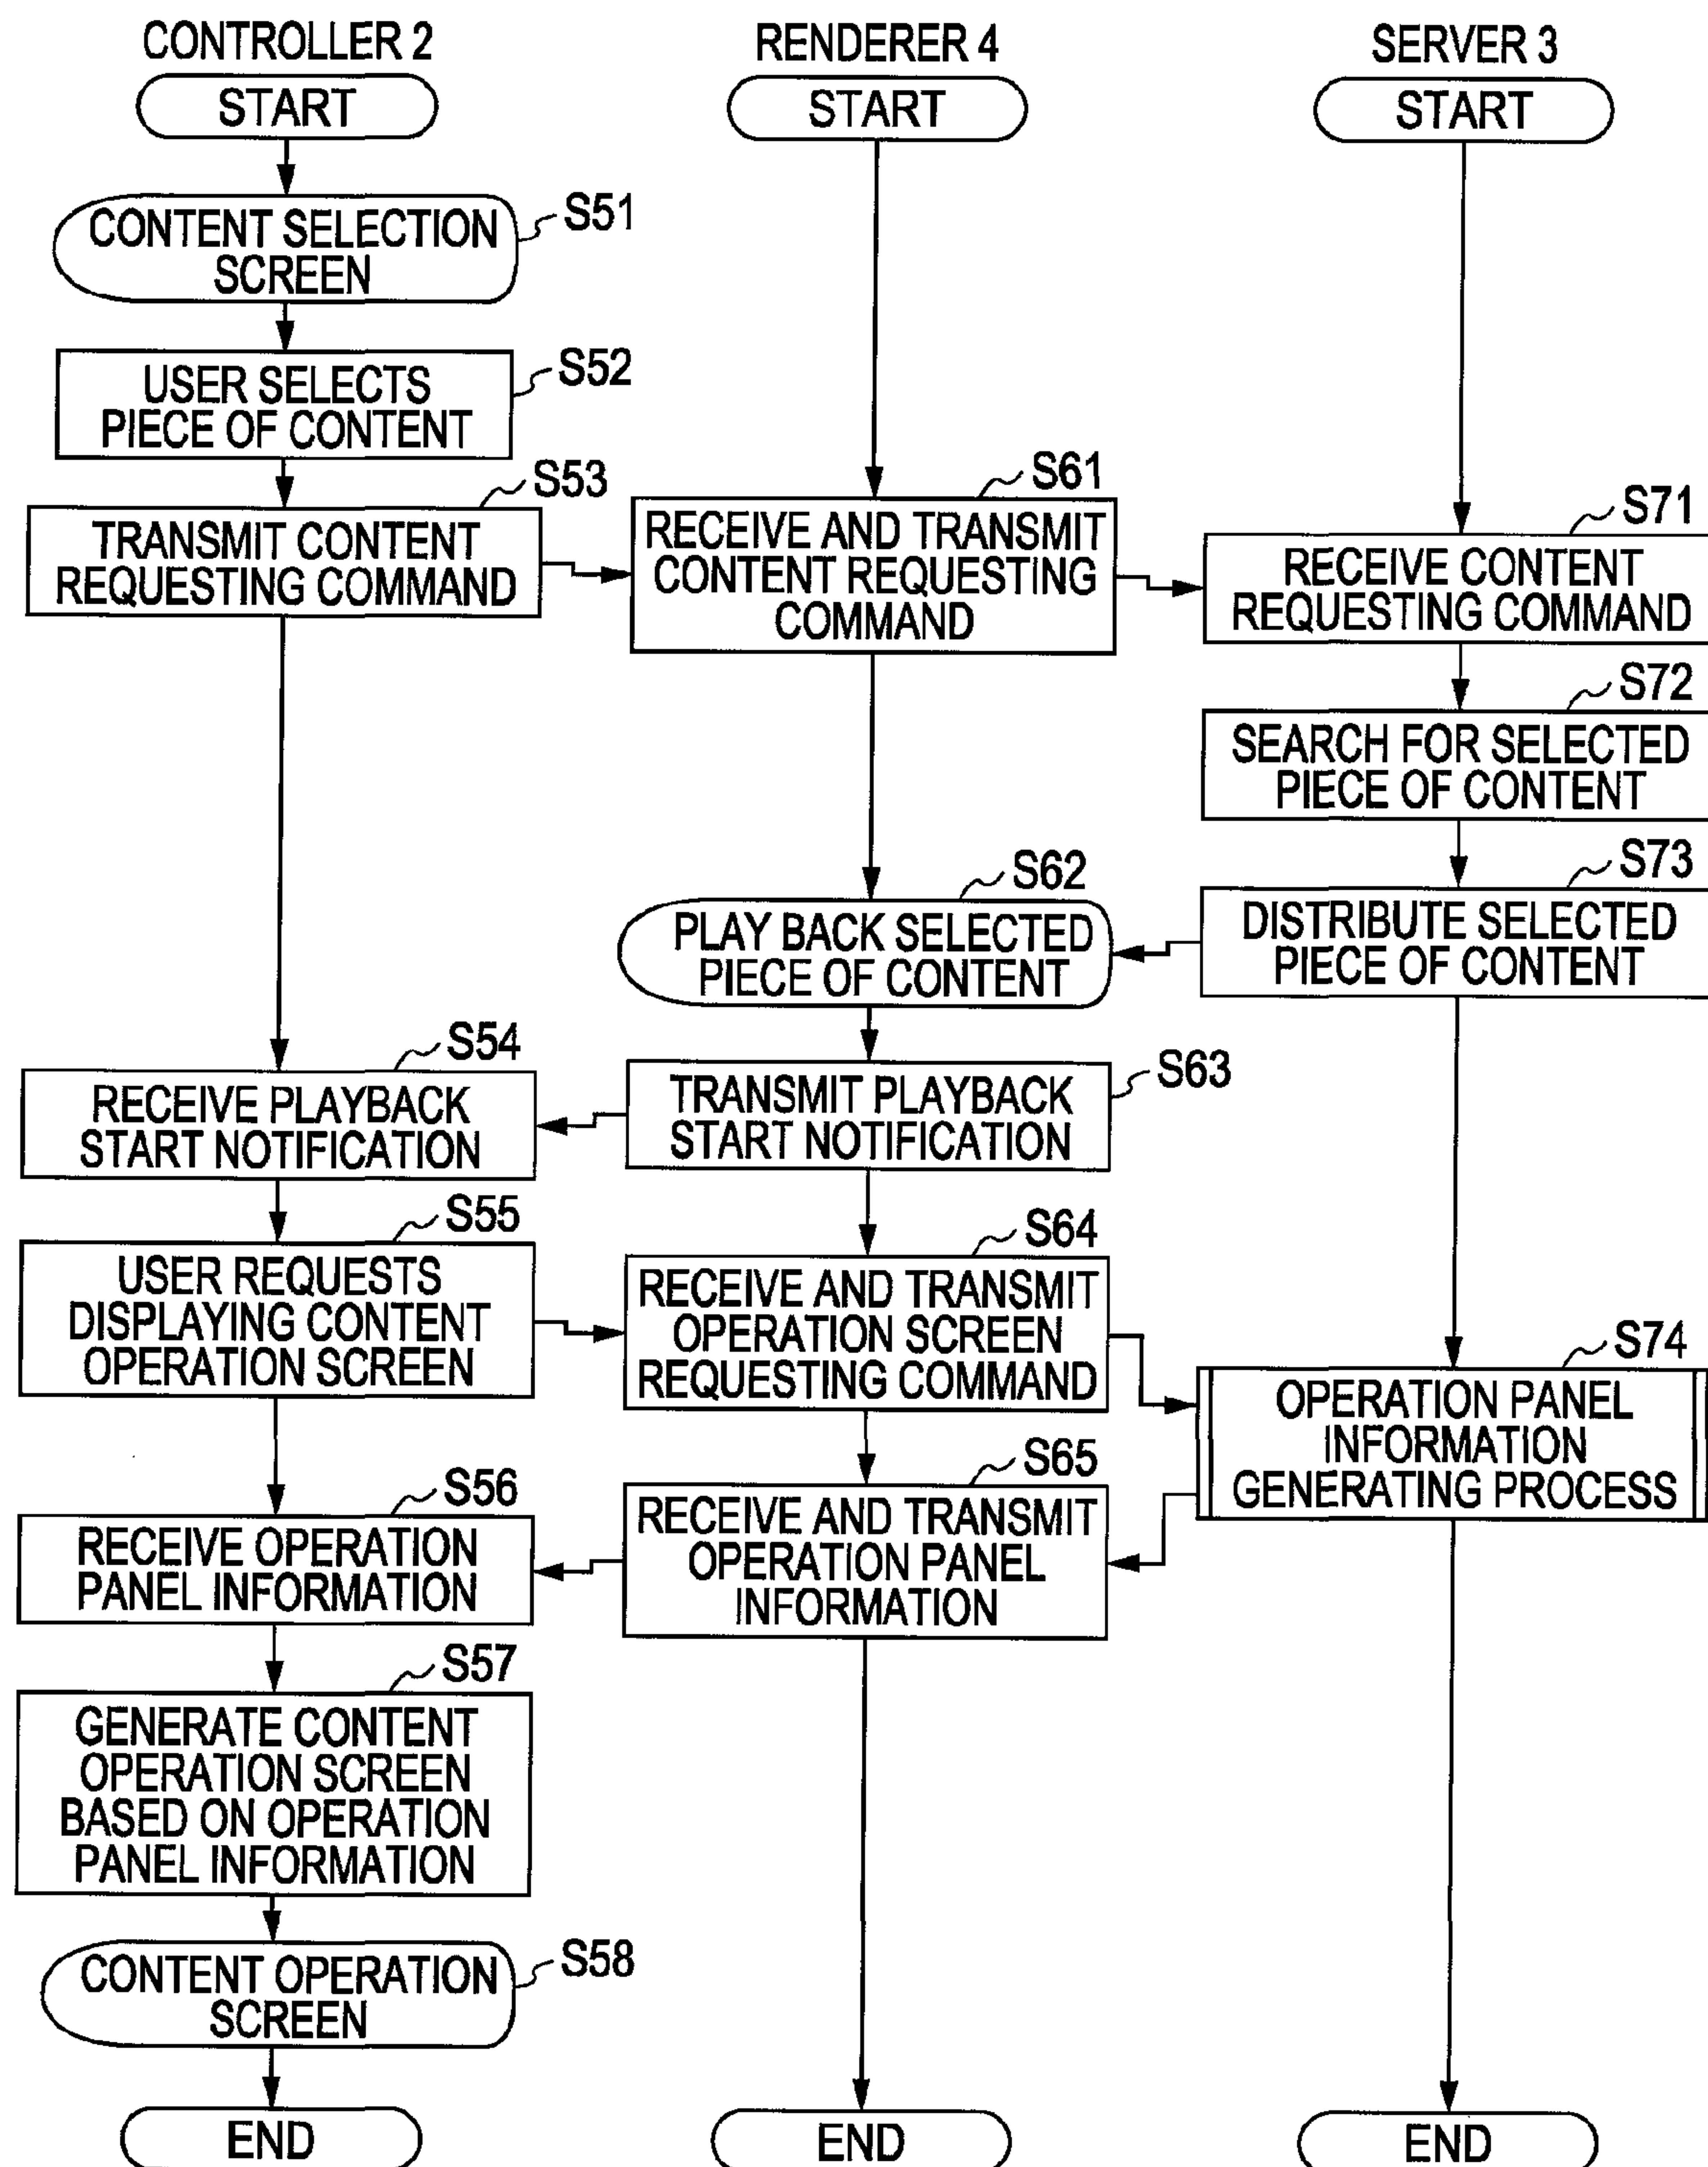 CONTROLLER 2
START
CONTENT SELECTION
SCREEN
S51
USER SELECTS
PIECE OF CONTENT
S52
TRANSMIT CONTENT
REQUESTING COMMAND
S53
RECEIVE PLAYBACK
START NOTIFICATION
S54
USER REQUESTS
DISPLAYING CONTENT
OPERATION SCREEN
S55
RECEIVE OPERATION
PANEL INFORMATION
S56
GENERATE CONTENT
OPERATION SCREEN
BASED ON OPERATION
PANEL INFORMATION
S57
CONTENT OPERATION
SCREEN
S58
END
RENDERER 4
START
S61
RECEIVE AND TRANSMIT
CONTENT REQUESTING
COMMAND
S62
PLAY BACK SELECTED
PIECE OF CONTENT
S63
TRANSMIT PLAYBACK
START NOTIFICATION
S64
RECEIVE AND TRANSMIT
OPERATION SCREEN
REQUESTING COMMAND
S65
RECEIVE AND TRANSMIT
OPERATION PANEL
INFORMATION
END
SERVER 3
START
S71
RECEIVE CONTENT
REQUESTING COMMAND
S72
SEARCH FOR SELECTED
PIECE OF CONTENT
S73
DISTRIBUTE SELECTED
PIECE OF CONTENT
S74
OPERATION PANEL
INFORMATION
GENERATING PROCESS
END